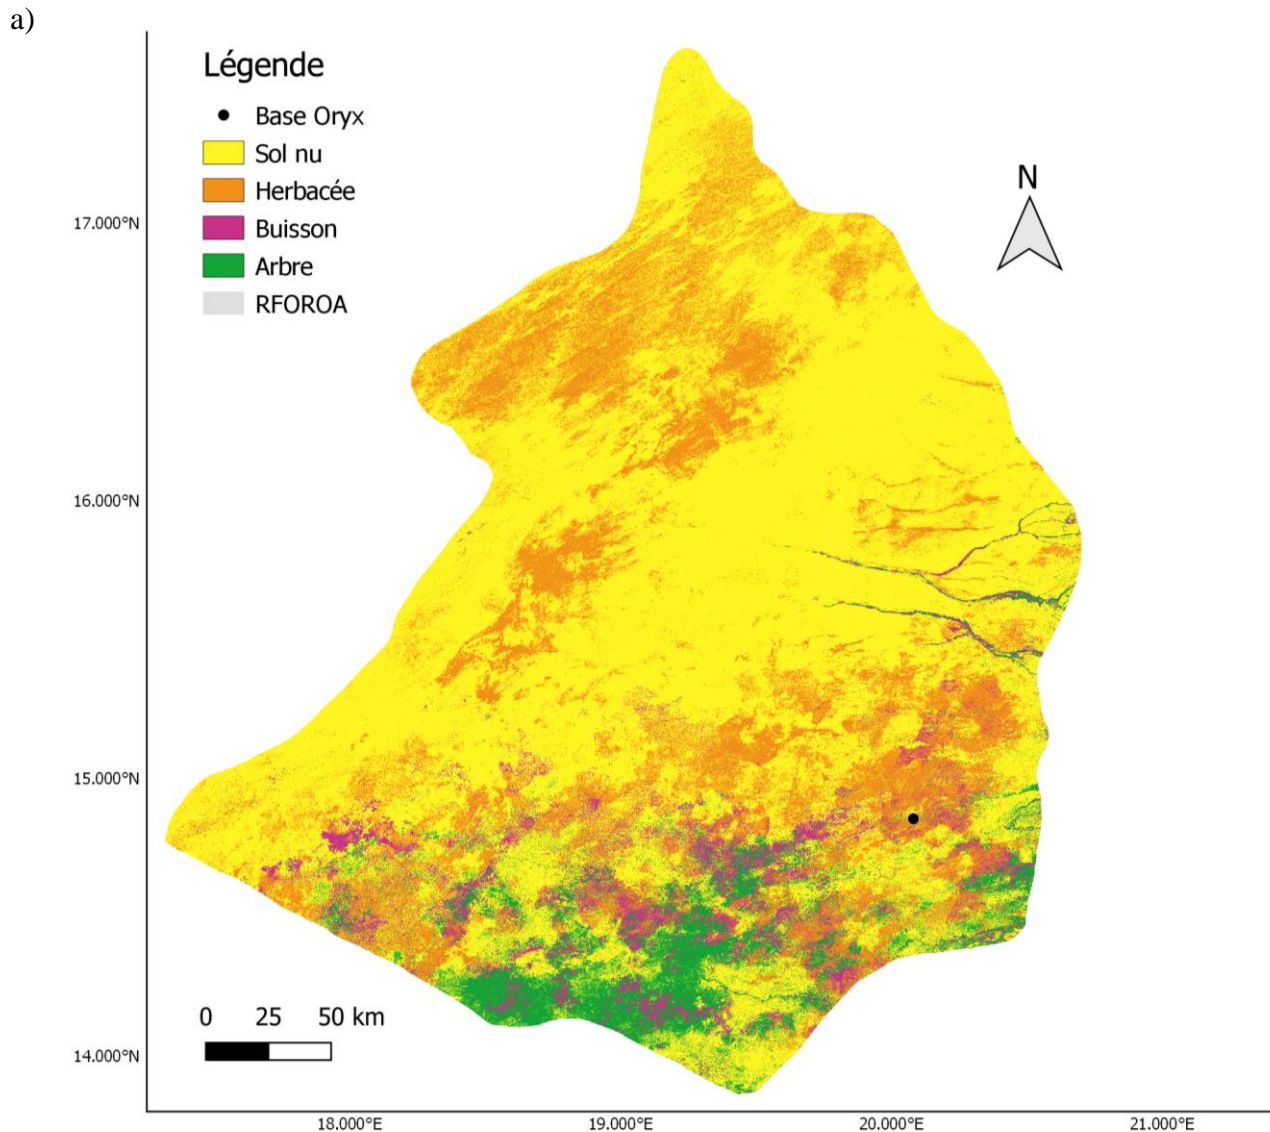 a)
Légende
Base Oryx
Sol nu
Herbacée
Buisson
Arbre
RFOROA
N
17.000°N
16.000°N
15.000°N
14.000°N
0 25 50 km
18.000°E 19.000°E 20.000°E 21.000°E